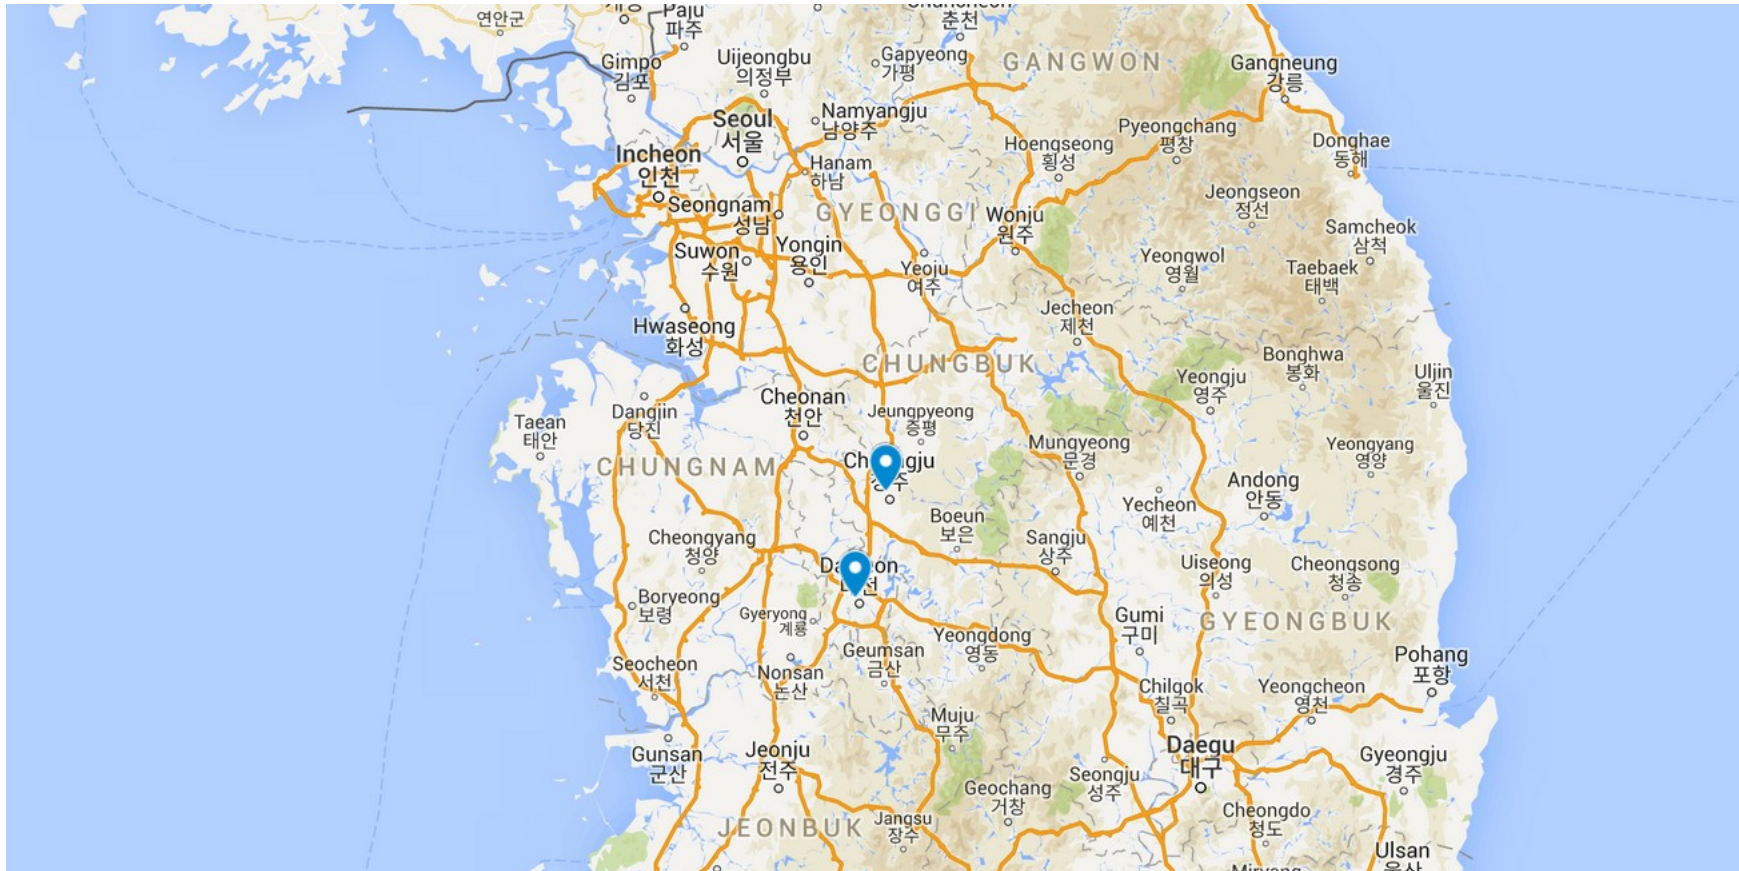 연안군
Paju
파주
춘천
Gimpo
김포
Uijeongbu
의정부
Gapyeong
가평
GANGWON
Gangneung
강릉
Seoul
서울
Namyangju
남양주
Pyeongchang
평창
Hoengseong
횡성
Donghae
동해
Incheon
인천
Hanam
하남
Jeongseon
정선
Seongnam
성남
GYEONGGI
Wonju
원주
Samcheok
삼척
Suwon
수원
Yongin
용인
Yeoju
여주
Yeongwol
영월
Taebaek
태백
Jecheon
제천
Hwaseong
화성
CHUNGBUK
Bonghwa
봉화
Yeongju
영주
Uljin
울진
Cheonan
천안
Dangjin
당진
Jeungpyeong
증평
Taean
태안
Mungyeong
문경
Yeongyang
영양
CHUNGNAM
Andong
안동
Yecheon
예천
Boeun
보은
Cheongyang
청양
Sangju
상주
Uiseong
의성
Cheongsong
청송
Boryeong
보령
Gyeryong
계룡
Gumi
구미
GYEONGBUK
Yeongdong
영동
Geumsan
금산
Seocheon
서천
Nonsan
논산
Pohang
포항
Chilgok
칠곡
Yeongcheon
영천
Muju
무주
Gunsan
군산
Jeonju
전주
Daegu
대구
Gyeongju
경주
Seongju
성주
Geochang
거창
Cheongdo
청도
JEONBUK
Jangsu
장수
Ulsan